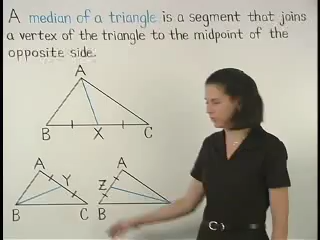 A median of a triangle is a segment that joins
a vertex of the triangle to the midpoint of the
opposite side.
A
B X C
A
Y
B C
A
Z
B